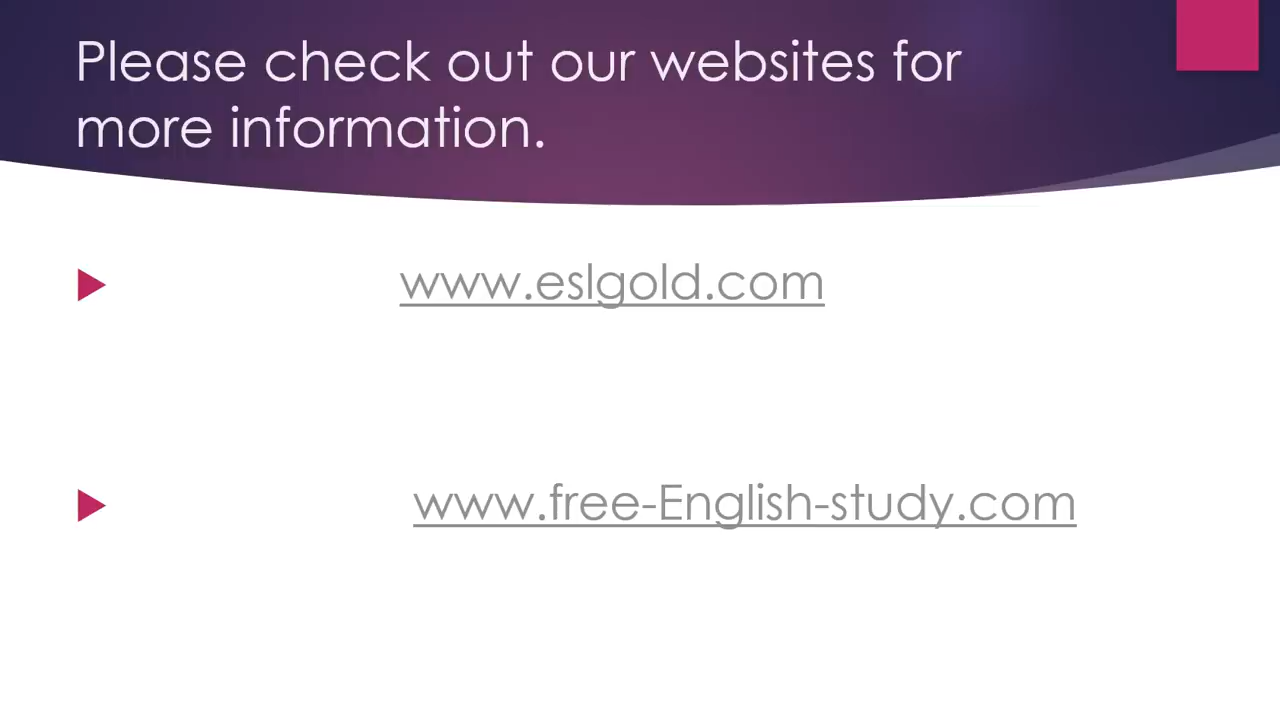 Please check out our websites for
more information.
www.eslgold.com
www.free-English-study.com